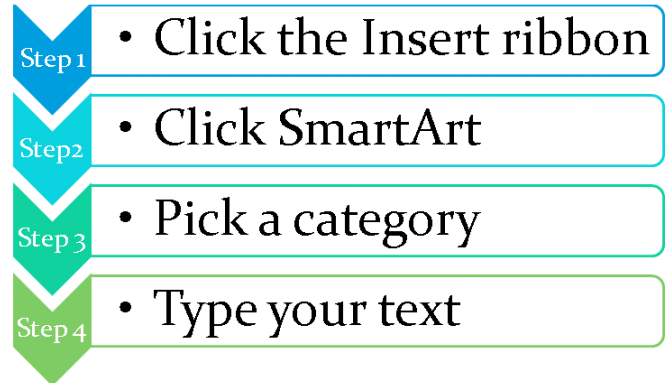 Step 1
• Click the Insert ribbon
Step2
• Click SmartArt
Step 3
• Pick a category
Step 4
• Type your text